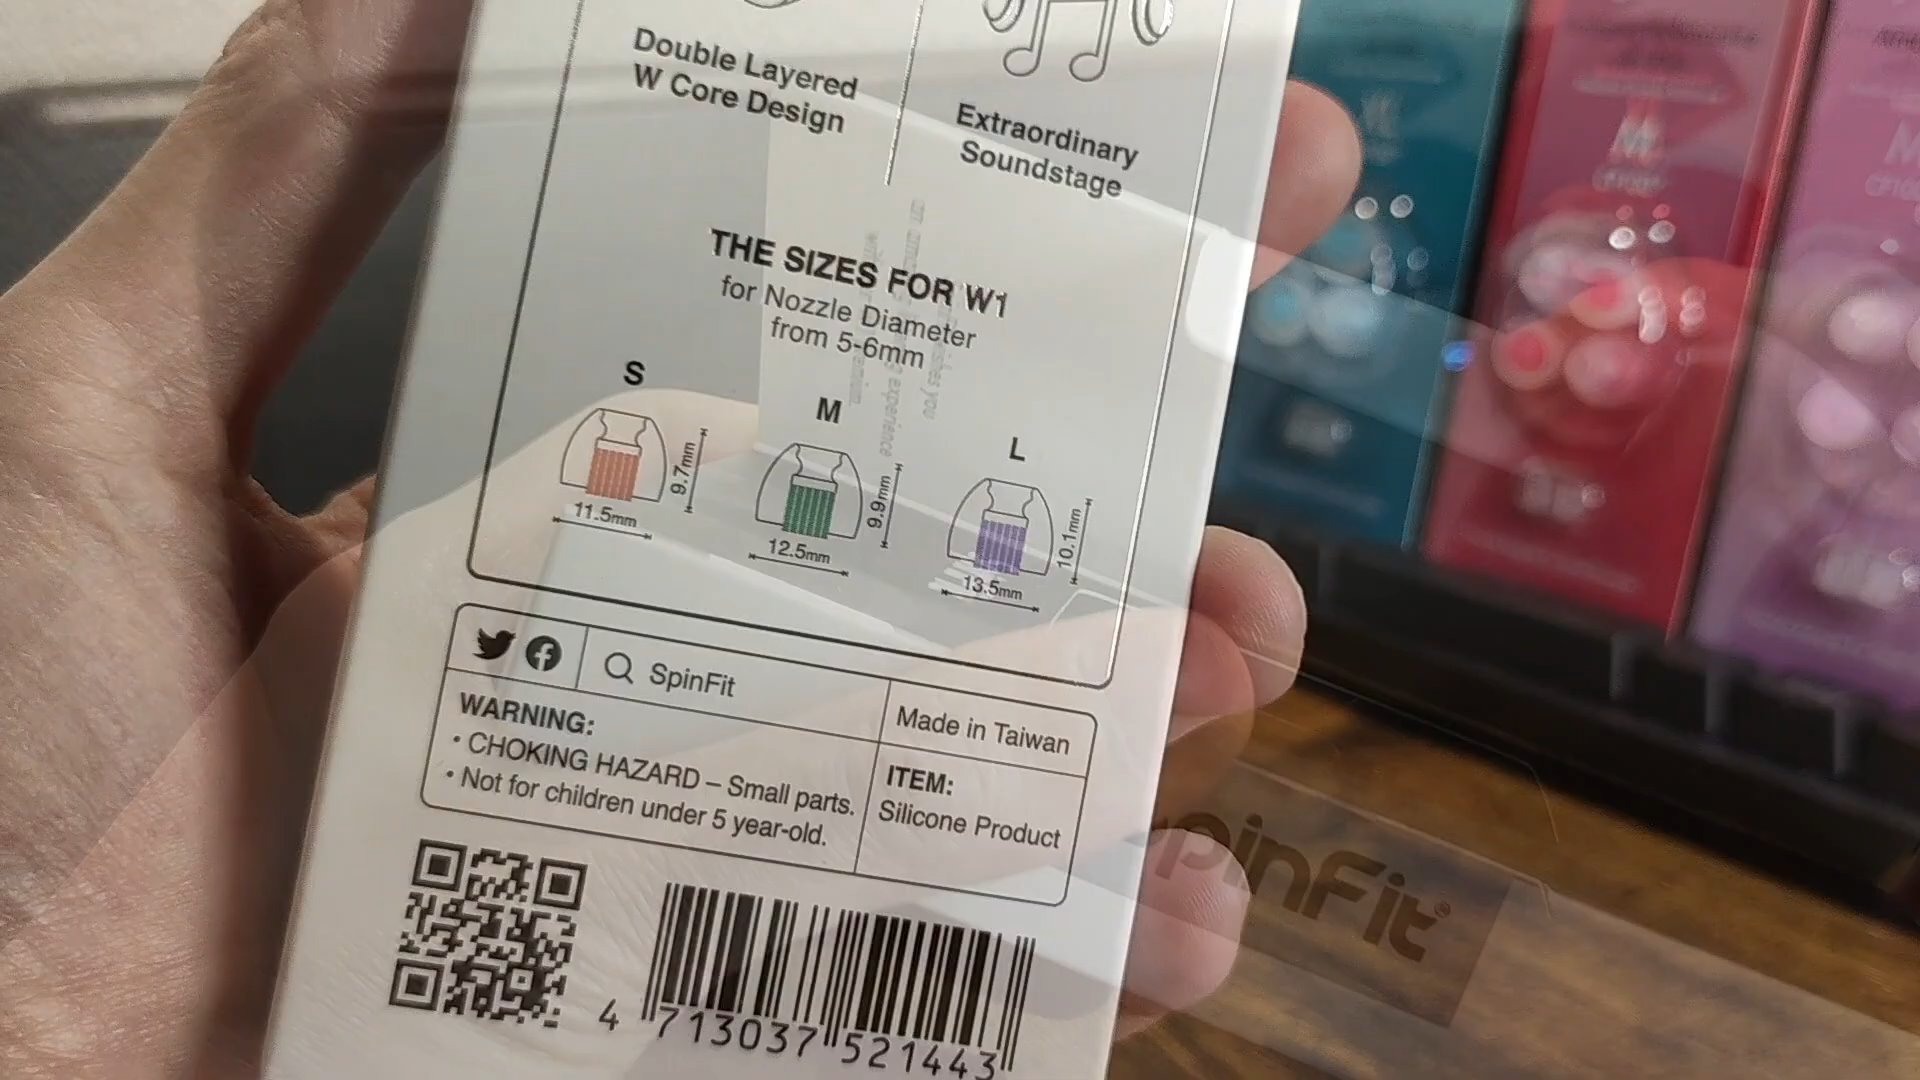 Double Layered
W Core Design
Extraordinary
Soundstage
THE SIZES FOR W1
for Nozzle Diameter
from 5-6mm
S
M
L
9.7mm
11.5mm
9.9mm
12.5mm
10.1mm
13.5mm
SpinFit
Made in Taiwan
WARNING:
• CHOKING HAZARD – Small parts.
• Not for children under 5 year-old.
ITEM:
Silicone Product
4 713037 521443
SpinFit®